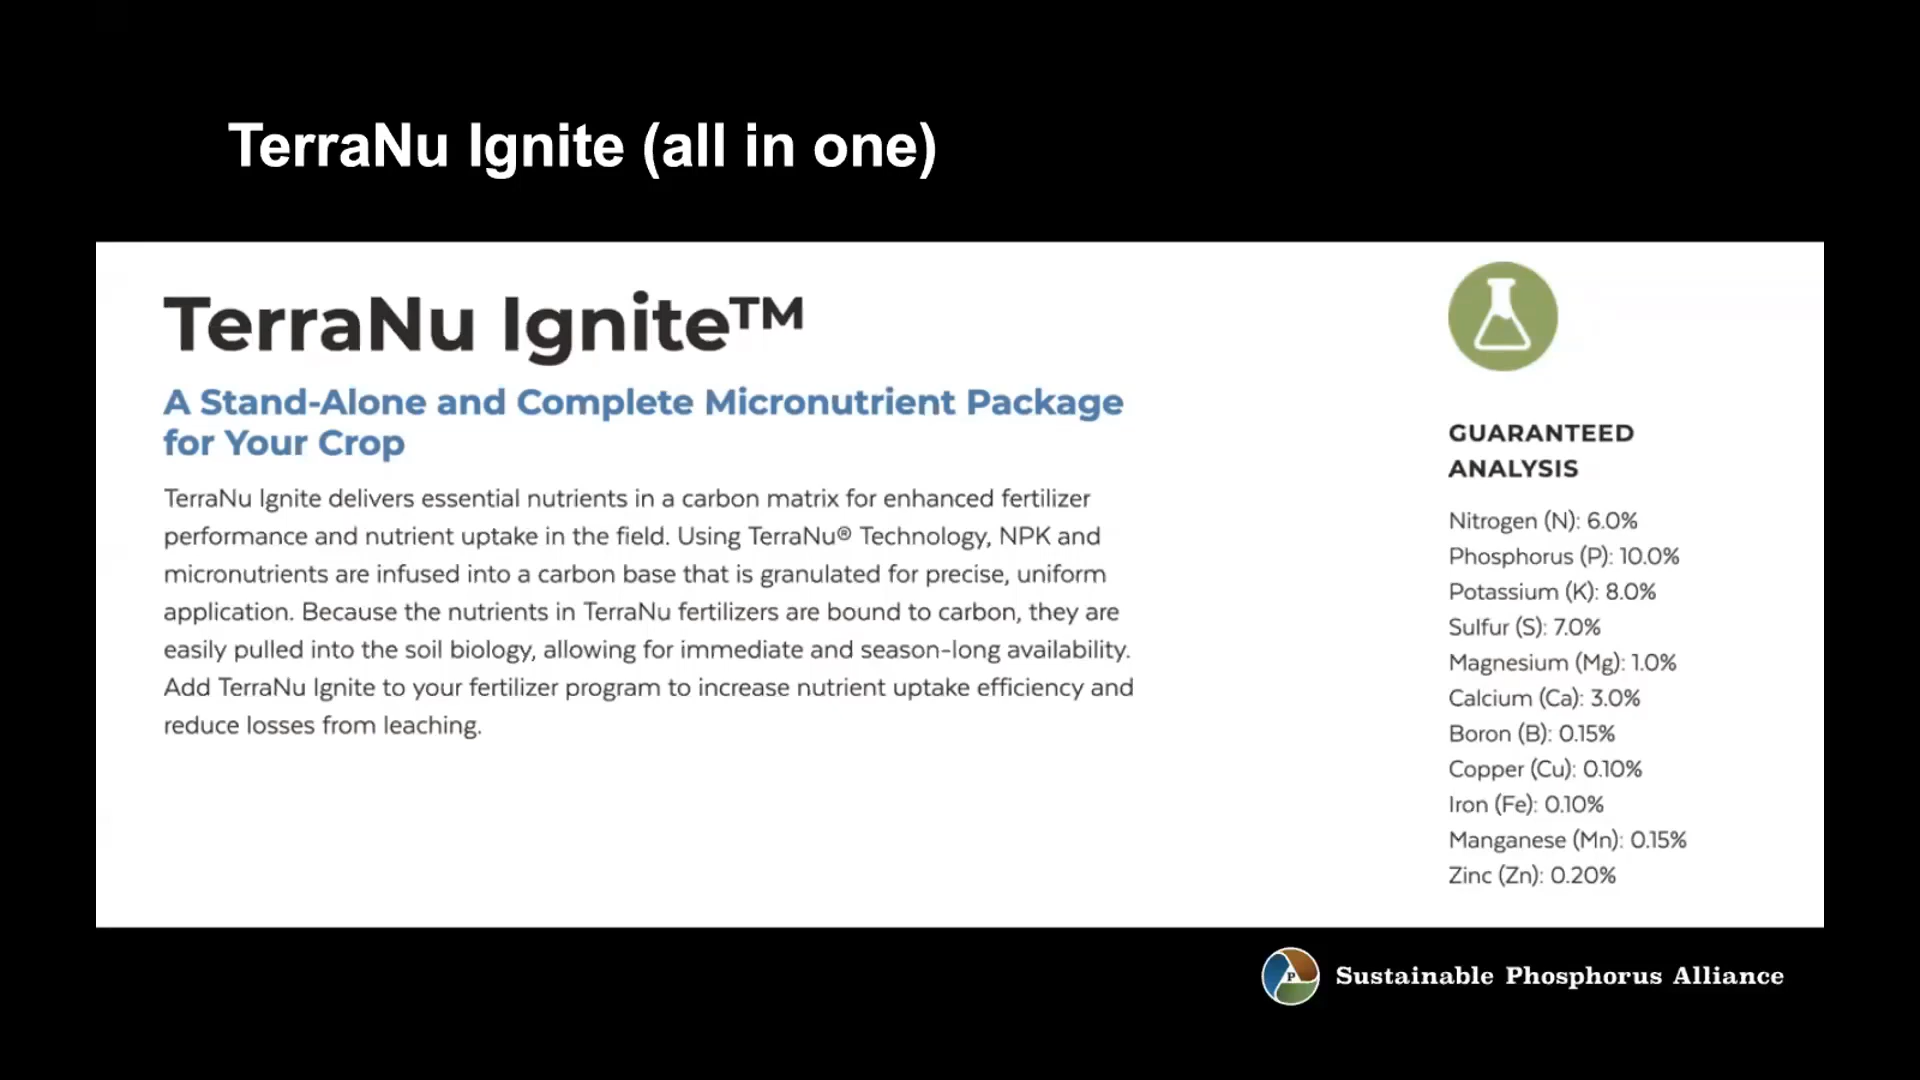 TerraNu Ignite (all in one)
TerraNu Ignite™
A Stand-Alone and Complete Micronutrient Package
for Your Crop
TerraNu Ignite delivers essential nutrients in a carbon matrix for enhanced fertilizer
performance and nutrient uptake in the field. Using TerraNu® Technology, NPK and
micronutrients are infused into a carbon base that is granulated for precise, uniform
application. Because the nutrients in TerraNu fertilizers are bound to carbon, they are
easily pulled into the soil biology, allowing for immediate and season-long availability.
Add TerraNu Ignite to your fertilizer program to increase nutrient uptake efficiency and
reduce losses from leaching.
GUARANTEED
ANALYSIS
Nitrogen (N): 6.0%
Phosphorus (P): 10.0%
Potassium (K): 8.0%
Sulfur (S): 7.0%
Magnesium (Mg): 1.0%
Calcium (Ca): 3.0%
Boron (B): 0.15%
Copper (Cu): 0.10%
Iron (Fe): 0.10%
Manganese (Mn): 0.15%
Zinc (Zn): 0.20%
P
Sustainable Phosphorus Alliance